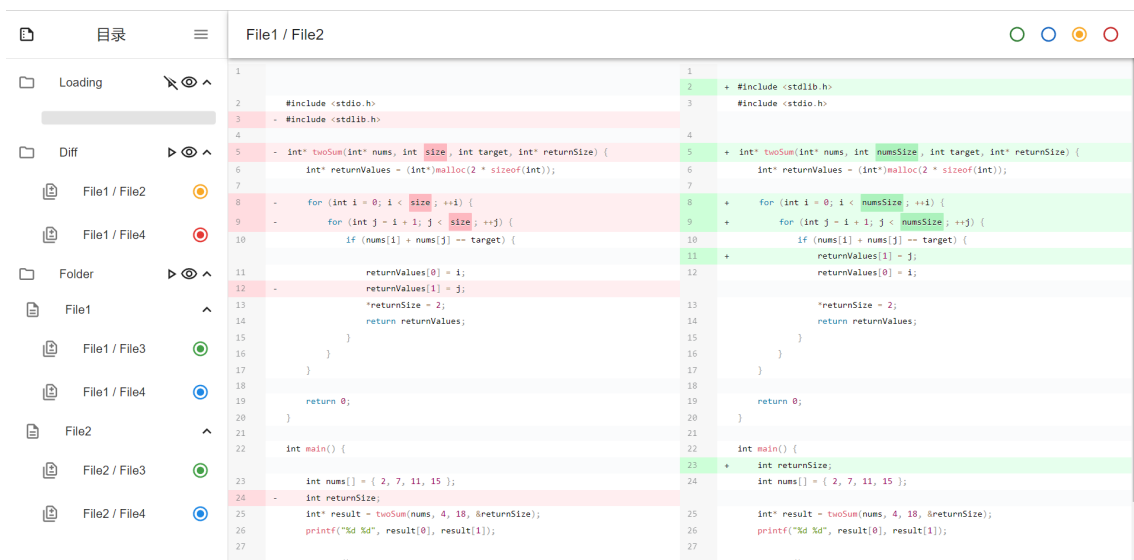 目录
File1 / File2
Loading
Diff
File1 / File2
File1 / File4
Folder
File1
File1 / File3
File1 / File4
File2
File2 / File3
File2 / File4
1
2 #include <stdio.h>
3 - #include <stdlib.h>
4
5 - int* twoSum(int* nums, int size, int target, int* returnSize) {
6 int* returnValues = (int*)malloc(2 * sizeof(int));
7
8 - for (int i = 0; i < size; ++i) {
9 - for (int j = i + 1; j < size; ++j) {
10 if (nums[i] + nums[j] == target) {
11 returnValues[0] = i;
12 - returnValues[1] = j;
13 *returnSize = 2;
14 return returnValues;
15 }
16 }
17 }
18
19 return 0;
20 }
21
22 int main() {
23 int nums[] = { 2, 7, 11, 15 };
24 - int returnSize;
25 int* result = twoSum(nums, 4, 18, &returnSize);
26 printf("%d %d", result[0], result[1]);
27
1
2 + #include <stdlib.h>
3 #include <stdio.h>
4
5 + int* twoSum(int* nums, int numsSize, int target, int* returnSize) {
6 int* returnValues = (int*)malloc(2 * sizeof(int));
7
8 + for (int i = 0; i < numsSize; ++i) {
9 + for (int j = i + 1; j < numsSize; ++j) {
10 if (nums[i] + nums[j] == target) {
11 + returnValues[1] = j;
12 returnValues[0] = i;
13 *returnSize = 2;
14 return returnValues;
15 }
16 }
17 }
18
19 return 0;
20 }
21
22 int main() {
23 + int returnSize;
24 int nums[] = { 2, 7, 11, 15 };
25 int* result = twoSum(nums, 4, 18, &returnSize);
26 printf("%d %d", result[0], result[1]);
27